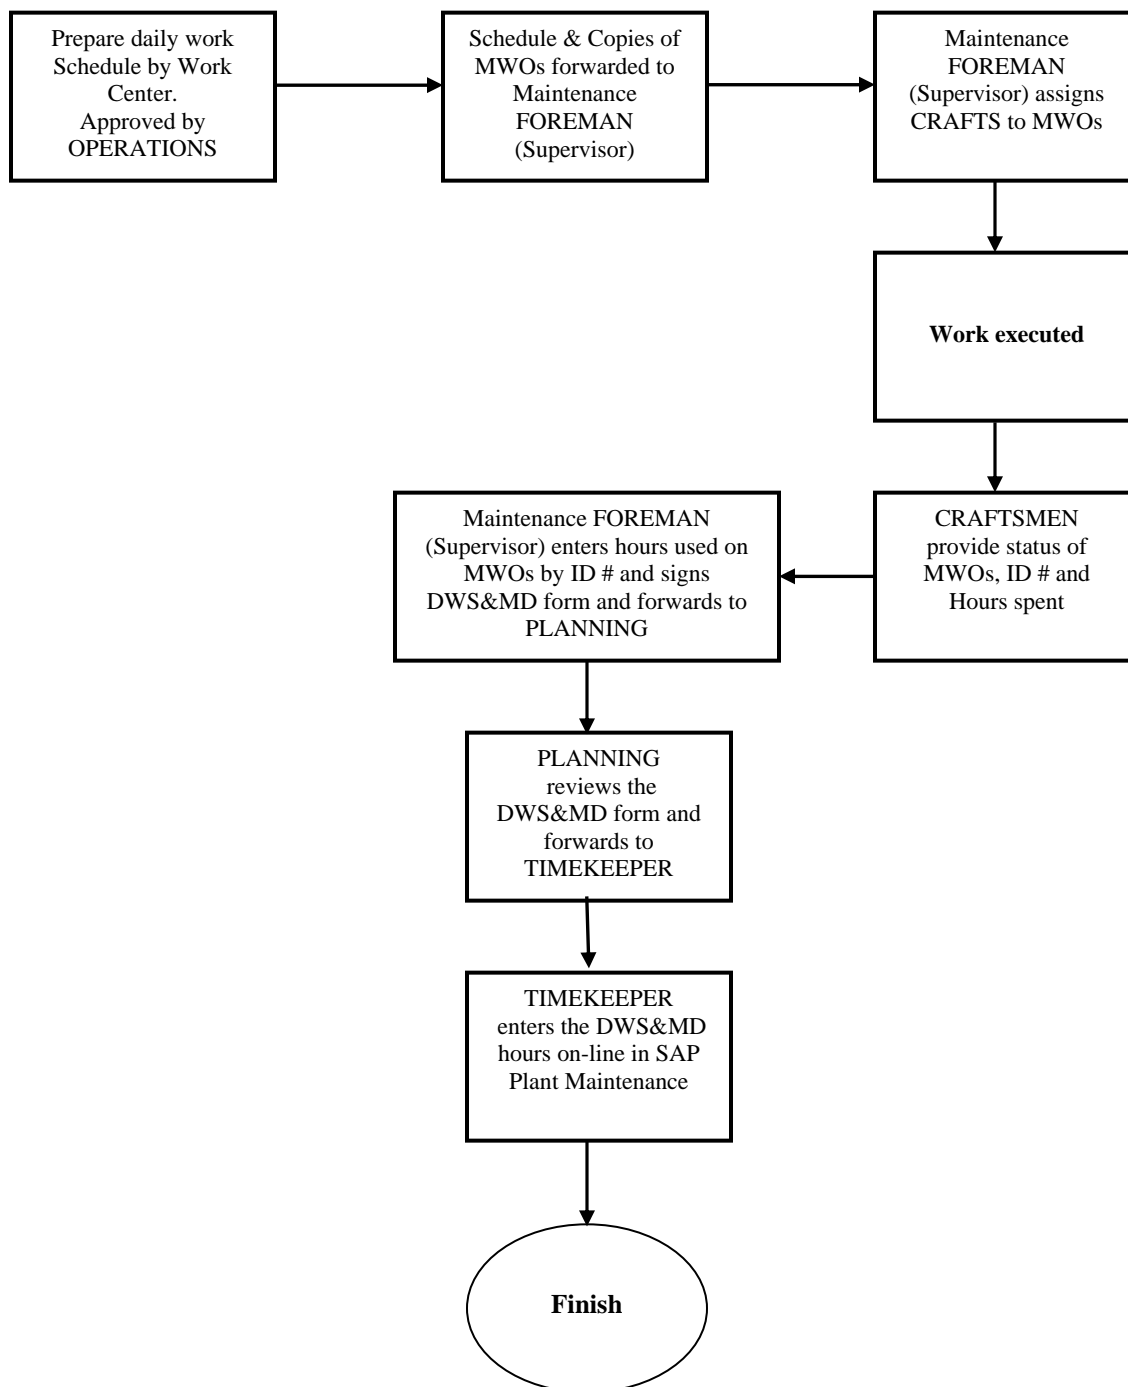 Prepare daily work
Schedule by Work
Center.
Approved by
OPERATIONS
Schedule & Copies of
MWOs forwarded to
Maintenance
FOREMAN
(Supervisor)
Maintenance
FOREMAN
(Supervisor) assigns
CRAFTS to MWOs
Work executed
CRAFTSMEN
provide status of
MWOs, ID # and
Hours spent
Maintenance FOREMAN
(Supervisor) enters hours used on
MWOs by ID # and signs
DWS&MD form and forwards to
PLANNING
PLANNING
reviews the
DWS&MD form and
forwards to
TIMEKEEPER
TIMEKEEPER
enters the DWS&MD
hours on-line in SAP
Plant Maintenance
Finish